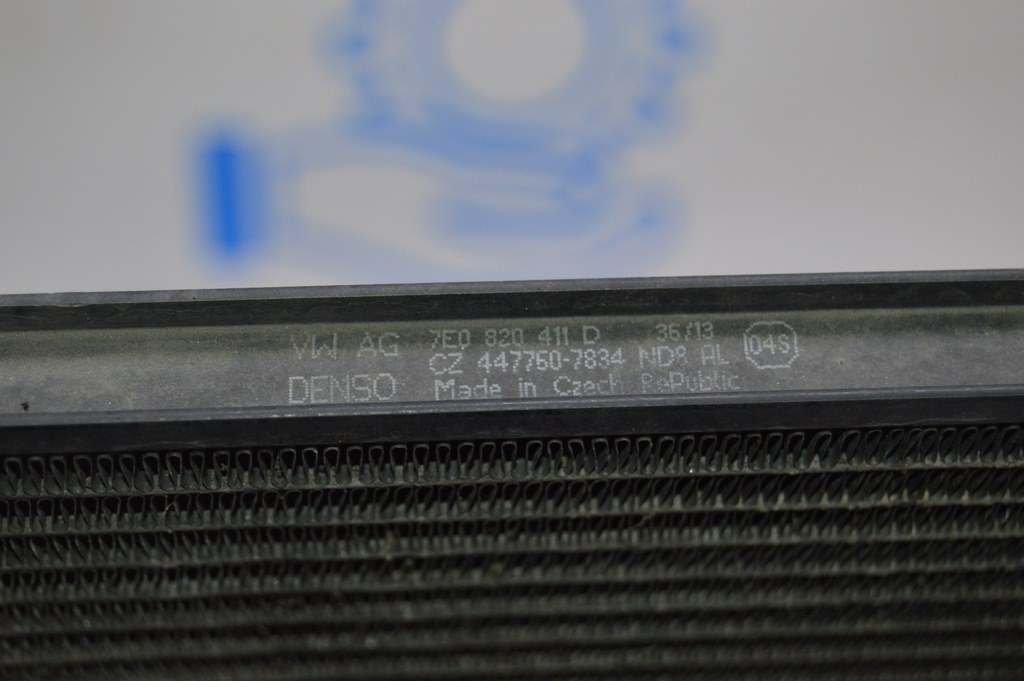 VW AG 7E0 820 411 D 36/13
CZ 447750-7834 ND8 AL 04S
DENSO Made in Czech RePublic